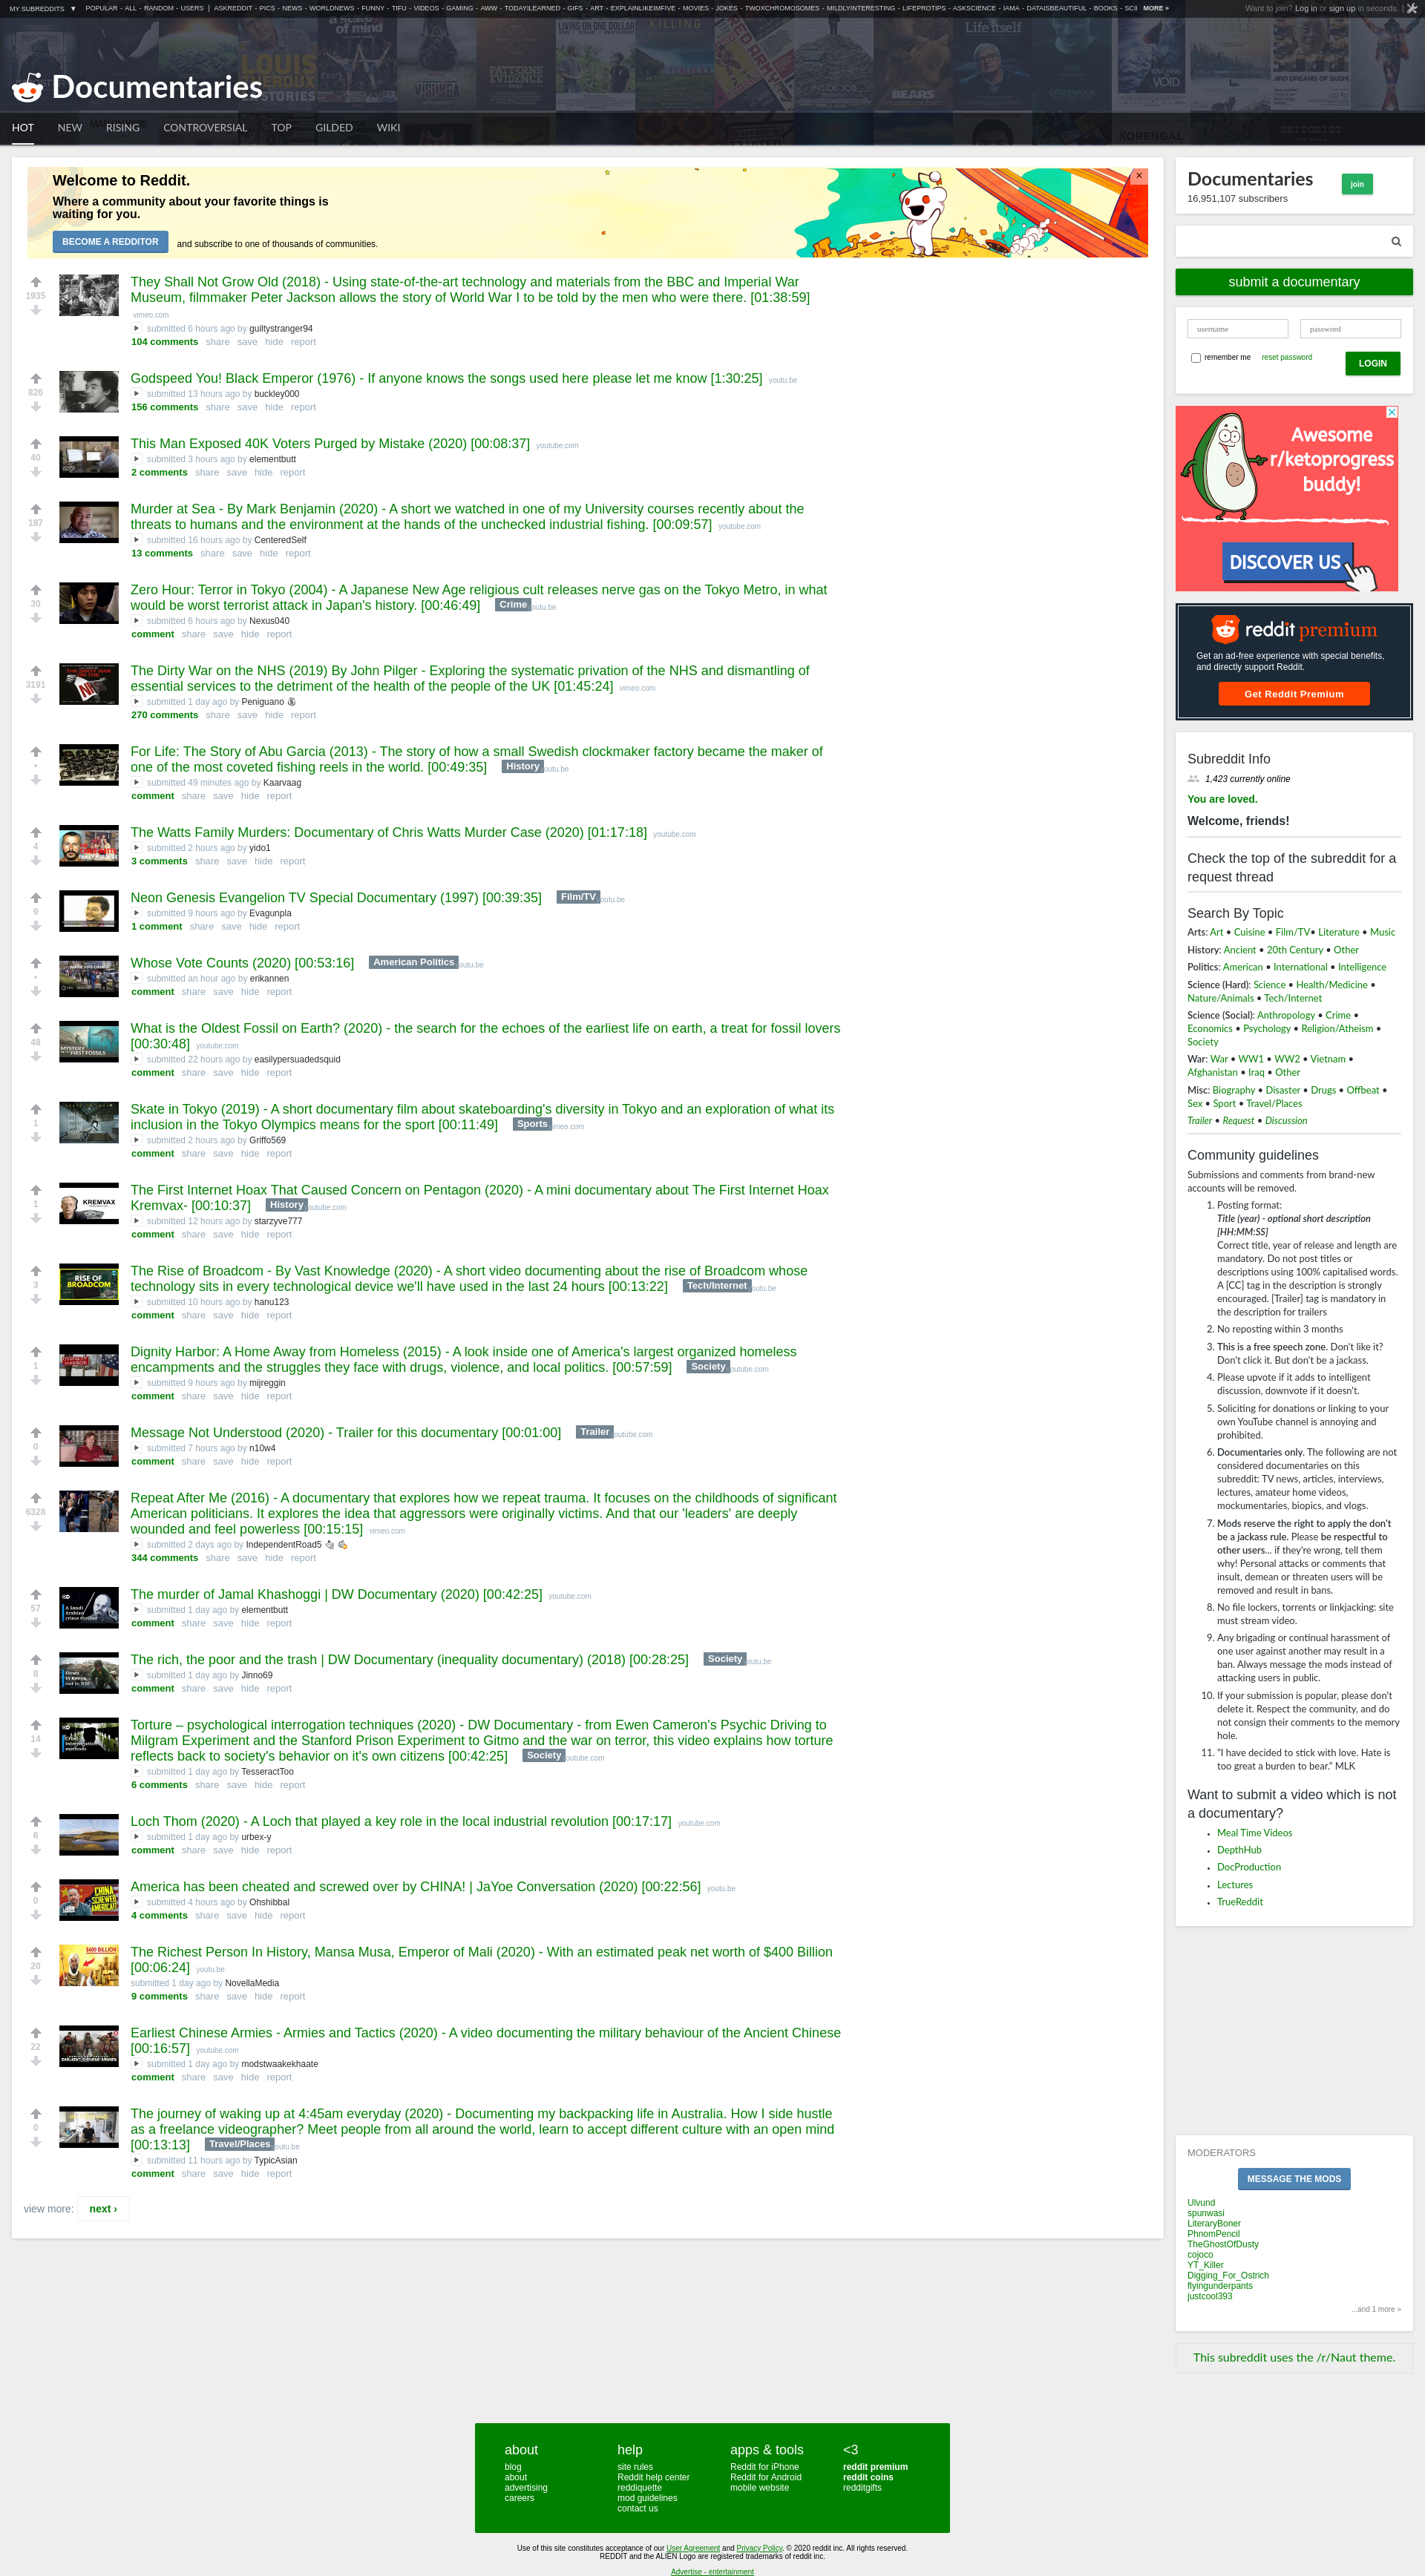 MY SUBREDDITS ▼ POPULAR - ALL - RANDOM - USERS | ASKREDDIT - PICS - NEWS - WORLDNEWS - FUNNY - TIFU - VIDEOS - GAMING - AWW - TODAYILEARNED - GIFS - ART - EXPLAINLIKEIMFIVE - MOVIES - JOKES - TWOXCHROMOSOMES - MILDLYINTERESTING - LIFEPROTIPS - ASKSCIENCE - IAMA - DATAISBEAUTIFUL - BOOKS - SCII MORE »
Want to join? Log in or sign up in seconds. |
Documentaries
HOT NEW RISING CONTROVERSIAL TOP GILDED WIKI
Welcome to Reddit.
Where a community about your favorite things is
waiting for you.
BECOME A REDDITOR and subscribe to one of thousands of communities.
1935
They Shall Not Grow Old (2018) - Using state-of-the-art technology and materials from the BBC and Imperial War
Museum, filmmaker Peter Jackson allows the story of World War I to be told by the men who were there. [01:38:59]
vimeo.com
submitted 6 hours ago by guiltystranger94
104 comments share save hide report
826
Godspeed You! Black Emperor (1976) - If anyone knows the songs used here please let me know [1:30:25] youtu.be
submitted 13 hours ago by buckley000
156 comments share save hide report
40
This Man Exposed 40K Voters Purged by Mistake (2020) [00:08:37] youtube.com
submitted 3 hours ago by elementbutt
2 comments share save hide report
187
Murder at Sea - By Mark Benjamin (2020) - A short we watched in one of my University courses recently about the
threats to humans and the environment at the hands of the unchecked industrial fishing. [00:09:57] youtube.com
submitted 16 hours ago by CenteredSelf
13 comments share save hide report
30
Zero Hour: Terror in Tokyo (2004) - A Japanese New Age religious cult releases nerve gas on the Tokyo Metro, in what
would be worst terrorist attack in Japan's history. [00:46:49] Crime outu.be
submitted 6 hours ago by Nexus040
comment share save hide report
3191
The Dirty War on the NHS (2019) By John Pilger - Exploring the systematic privation of the NHS and dismantling of
essential services to the detriment of the health of the people of the UK [01:45:24] vimeo.com
submitted 1 day ago by Peniguano
270 comments share save hide report
•
For Life: The Story of Abu Garcia (2013) - The story of how a small Swedish clockmaker factory became the maker of
one of the most coveted fishing reels in the world. [00:49:35] History outu.be
submitted 49 minutes ago by Kaarvaag
comment share save hide report
4
The Watts Family Murders: Documentary of Chris Watts Murder Case (2020) [01:17:18] youtube.com
submitted 2 hours ago by yido1
3 comments share save hide report
9
Neon Genesis Evangelion TV Special Documentary (1997) [00:39:35] Film/TV outu.be
submitted 9 hours ago by Evagunpla
1 comment share save hide report
•
Whose Vote Counts (2020) [00:53:16] American Politics outu.be
submitted an hour ago by erikannen
comment share save hide report
48
What is the Oldest Fossil on Earth? (2020) - the search for the echoes of the earliest life on earth, a treat for fossil lovers
[00:30:48] youtube.com
submitted 22 hours ago by easilypersuadedsquid
comment share save hide report
1
Skate in Tokyo (2019) - A short documentary film about skateboarding's diversity in Tokyo and an exploration of what its
inclusion in the Tokyo Olympics means for the sport [00:11:49] Sports imeo.com
submitted 2 hours ago by Griffo569
comment share save hide report
1
KREMVAX
The First Internet Hoax That Caused Concern on Pentagon (2020) - A mini documentary about The First Internet Hoax
Kremvax- [00:10:37] History outube.com
submitted 12 hours ago by starzyve777
comment share save hide report
3
RISE OF
BROADCOM
The Rise of Broadcom - By Vast Knowledge (2020) - A short video documenting about the rise of Broadcom whose
technology sits in every technological device we'll have used in the last 24 hours [00:13:22] Tech/Internet outu.be
submitted 10 hours ago by hanu123
comment share save hide report
1
Dignity Harbor: A Home Away from Homeless (2015) - A look inside one of America's largest organized homeless
encampments and the struggles they face with drugs, violence, and local politics. [00:57:59] Society outube.com
submitted 9 hours ago by mijreggin
comment share save hide report
0
Message Not Understood (2020) - Trailer for this documentary [00:01:00] Trailer outube.com
submitted 7 hours ago by n10w4
comment share save hide report
6328
Repeat After Me (2016) - A documentary that explores how we repeat trauma. It focuses on the childhoods of significant
American politicians. It explores the idea that aggressors were originally victims. And that our 'leaders' are deeply
wounded and feel powerless [00:15:15] vimeo.com
submitted 2 days ago by IndependentRoad5
344 comments share save hide report
57
A Saudi
Arabian
crime thriller
The murder of Jamal Khashoggi | DW Documentary (2020) [00:42:25] youtube.com
submitted 1 day ago by elementbutt
comment share save hide report
8
The rich, the poor and the trash | DW Documentary (inequality documentary) (2018) [00:28:25] Society outu.be
submitted 1 day ago by Jinno69
comment share save hide report
14
Torture – psychological interrogation techniques (2020) - DW Documentary - from Ewen Cameron's Psychic Driving to
Milgram Experiment and the Stanford Prison Experiment to Gitmo and the war on terror, this video explains how torture
reflects back to society's behavior on it's own citizens [00:42:25] Society outube.com
submitted 1 day ago by TesseractToo
6 comments share save hide report
6
Loch Thom (2020) - A Loch that played a key role in the local industrial revolution [00:17:17] youtube.com
submitted 1 day ago by urbex-y
comment share save hide report
0
CHINA
SCREWED
AMERICA!
America has been cheated and screwed over by CHINA! | JaYoe Conversation (2020) [00:22:56] youtu.be
submitted 4 hours ago by Ohshibbal
4 comments share save hide report
20
$400 BILLION
The Richest Person In History, Mansa Musa, Emperor of Mali (2020) - With an estimated peak net worth of $400 Billion
[00:06:24] youtu.be
submitted 1 day ago by NovellaMedia
9 comments share save hide report
22
Earliest Chinese Armies - Armies and Tactics (2020) - A video documenting the military behaviour of the Ancient Chinese
[00:16:57] youtube.com
submitted 1 day ago by modstwaakekhaate
comment share save hide report
0
The journey of waking up at 4:45am everyday (2020) - Documenting my backpacking life in Australia. How I side hustle
as a freelance videographer? Meet people from all around the world, learn to accept different culture with an open mind
[00:13:13] Travel/Places outu.be
submitted 11 hours ago by TypicAsian
comment share save hide report
view more: next ›
Documentaries join
16,951,107 subscribers
submit a documentary
username password
remember me reset password LOGIN
Awesome
r/ketoprogress
buddy!
DISCOVER US
reddit premium
Get an ad-free experience with special benefits,
and directly support Reddit.
Get Reddit Premium
Subreddit Info
1,423 currently online
You are loved.
Welcome, friends!
Check the top of the subreddit for a
request thread
Search By Topic
Arts: Art • Cuisine • Film/TV• Literature • Music
History: Ancient • 20th Century • Other
Politics: American • International • Intelligence
Science (Hard): Science • Health/Medicine •
Nature/Animals • Tech/Internet
Science (Social): Anthropology • Crime •
Economics • Psychology • Religion/Atheism •
Society
War: War • WW1 • WW2 • Vietnam •
Afghanistan • Iraq • Other
Misc: Biography • Disaster • Drugs • Offbeat •
Sex • Sport • Travel/Places
Trailer • Request • Discussion
Community guidelines
Submissions and comments from brand-new
accounts will be removed.
1. Posting format:
Title (year) - optional short description
[HH:MM:SS]
Correct title, year of release and length are
mandatory. Do not post titles or
descriptions using 100% capitalised words.
A [CC] tag in the description is strongly
encouraged. [Trailer] tag is mandatory in
the description for trailers
2. No reposting within 3 months
3. This is a free speech zone. Don't like it?
Don't click it. But don't be a jackass.
4. Please upvote if it adds to intelligent
discussion, downvote if it doesn't.
5. Soliciting for donations or linking to your
own YouTube channel is annoying and
prohibited.
6. Documentaries only. The following are not
considered documentaries on this
subreddit: TV news, articles, interviews,
lectures, amateur home videos,
mockumentaries, biopics, and vlogs.
7. Mods reserve the right to apply the don't
be a jackass rule. Please be respectful to
other users... if they're wrong, tell them
why! Personal attacks or comments that
insult, demean or threaten users will be
removed and result in bans.
8. No file lockers, torrents or linkjacking: site
must stream video.
9. Any brigading or continual harassment of
one user against another may result in a
ban. Always message the mods instead of
attacking users in public.
10. If your submission is popular, please don't
delete it. Respect the community, and do
not consign their comments to the memory
hole.
11. "I have decided to stick with love. Hate is
too great a burden to bear." MLK
Want to submit a video which is not
a documentary?
• Meal Time Videos
• DepthHub
• DocProduction
• Lectures
• TrueReddit
MODERATORS
MESSAGE THE MODS
Ulvund
spunwasi
LiteraryBoner
PhnomPencil
TheGhostOfDusty
cojoco
YT_Killer
Digging_For_Ostrich
flyingunderpants
justcool393
...and 1 more »
This subreddit uses the /r/Naut theme.
about help apps & tools <3
blog site rules Reddit for iPhone reddit premium
about Reddit help center Reddit for Android reddit coins
advertising reddiquette mobile website redditgifts
careers mod guidelines
contact us
Use of this site constitutes acceptance of our User Agreement and Privacy Policy. © 2020 reddit inc. All rights reserved.
REDDIT and the ALIEN Logo are registered trademarks of reddit inc.
Advertise - entertainment